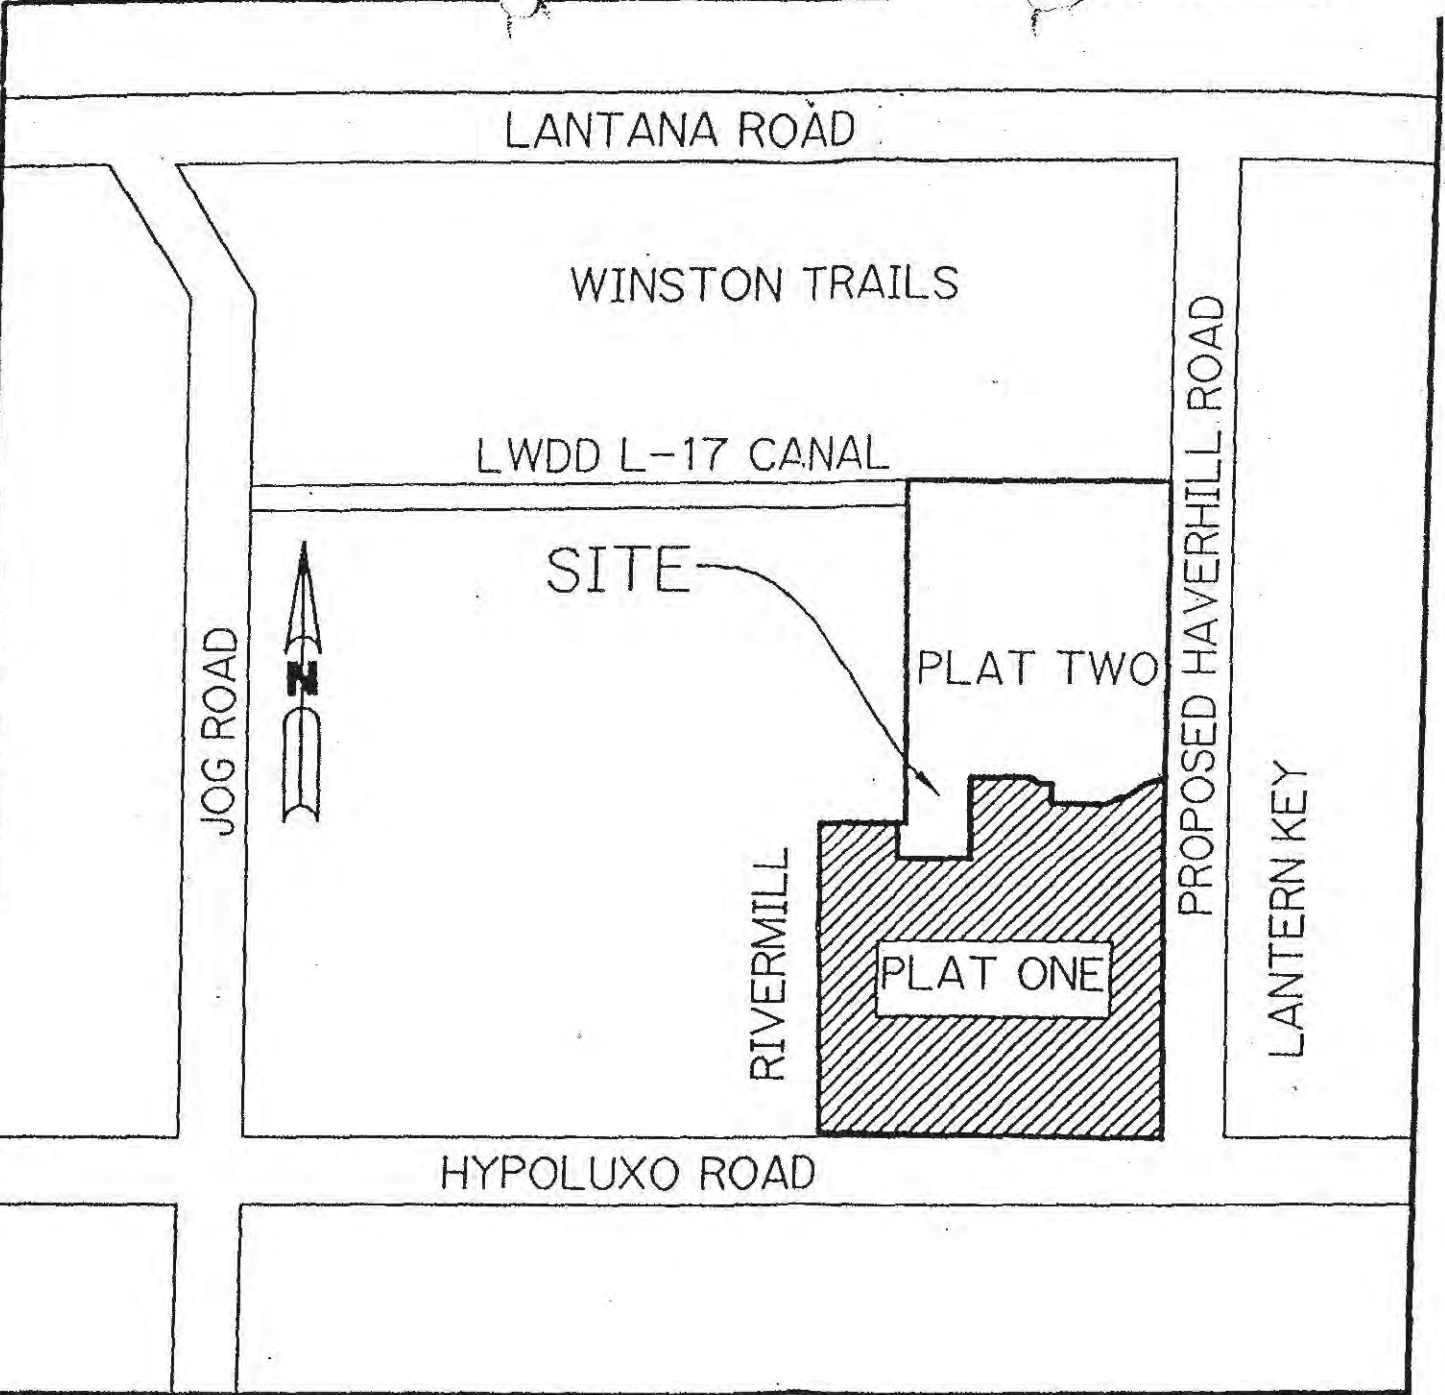 LANTANA ROAD
WINSTON TRAILS
LWDD L-17 CANAL
SITE
PLAT TWO
PROPOSED HAVERHILL ROAD
JOG ROAD
N
LANTERN KEY
RIVERMILL
PLAT ONE
HYPOLUXO ROAD